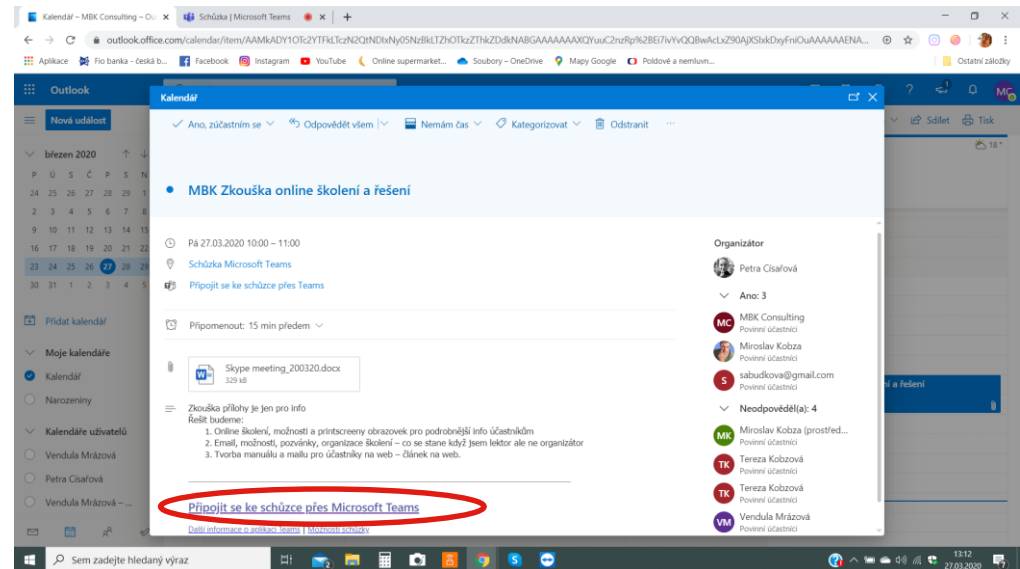 Kalendář – MBK Consulting – Ou
Schůzka | Microsoft Teams
outlook.office.com/calendar/item/AAMkADY1OTc2YTFkLTczN2QtNDIxNy05NzBkLTZhOTkzZThkZDdkNABGAAAAAAXQYuuC2nzRp%2BEi7ivYvQQBwAcLxZ90AjXSIxkDxyFniOuAAAAAAENA...
Aplikace
Fio banka - česká b...
Facebook
Instagram
YouTube
Online supermarket...
Soubory – OneDrive
Mapy Google
Poldové a nemluvn...
Ostatní záložky
Outlook
? MC
Kalendář
Nová událost
Ano, zúčastním se
Odpovědět všem
Nemám čas
Kategorizovat
Odstranit
Sdílet
Tisk
březen 2020
18°
P Ú S Č P S N
24 25 26 27 28 29 1
2 3 4 5 6 7 8
9 10 11 12 13 14 15
16 17 18 19 20 21 22
23 24 25 26 27 28 29
30 31 1 2 3 4 5
Přidat kalendář
Moje kalendáře
Kalendář
Narozeniny
Kalendáře uživatelů
Vendula Mrázová
Petra Císařová
Vendula Mrázová – ...
MBK Zkouška online školení a řešení
Pá 27.03.2020 10:00 – 11:00
Schůzka Microsoft Teams
Připojit se ke schůzce přes Teams
Připomenout: 15 min předem
Skype meeting_200320.docx
329 kB
Zkouška přílohy je jen pro info
Řešit budeme:
1. Online školení, možnosti a printscreeny obrazovek pro podrobnější info účastníkům
2. Email, možnosti, pozvánky, organizace školení – co se stane když jsem lektor ale ne organizátor
3. Tvorba manuálu a mailu pro účastníky na web – článek na web.
Připojit se ke schůzce přes Microsoft Teams
Další informace o aplikaci Teams | Možnosti schůzky
Organizátor
Petra Císařová
Ano: 3
MC MBK Consulting
Povinní účastníci
Miroslav Kobza
Povinní účastníci
S sabudkova@gmail.com
Povinní účastníci
Neodpověděl(a): 4
MK Miroslav Kobza (prostřed...
Povinní účastníci
TK Tereza Kobzová
Povinní účastníci
TK Tereza Kobzová
Povinní účastníci
VM Vendula Mrázová
Povinní účastníci
ní a řešení
Sem zadejte hledaný výraz
13:12
27.03.2020